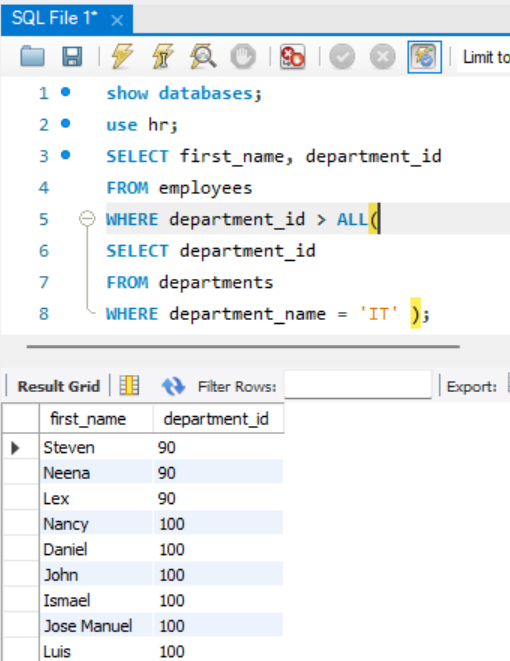 SQL File 1*
Limit to
1 show databases;
2 use hr;
3 SELECT first_name, department_id
4 FROM employees
5 WHERE department_id > ALL(
6 SELECT department_id
7 FROM departments
8 WHERE department_name = 'IT' );
Result Grid Filter Rows: Export:
first_name department_id
Steven 90
Neena 90
Lex 90
Nancy 100
Daniel 100
John 100
Ismael 100
Jose Manuel 100
Luis 100